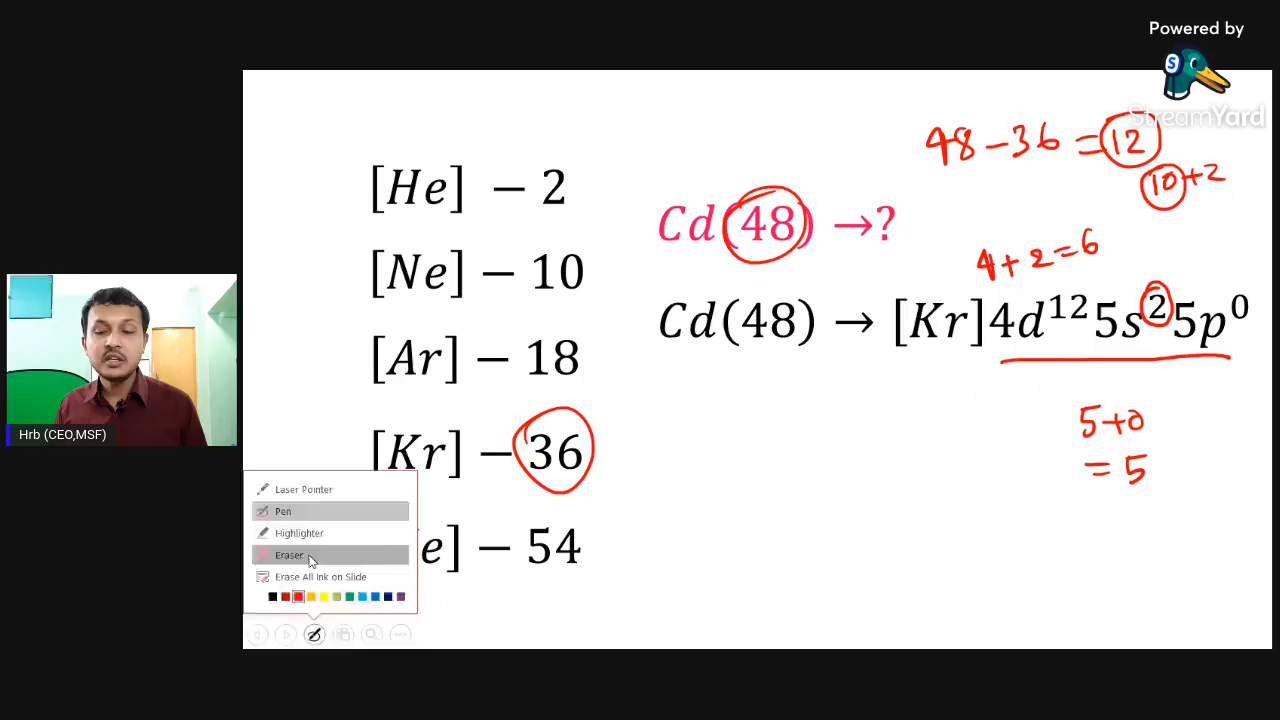 Powered by
StreamYard
48 - 36 = 12
10 + 2
[He] - 2
Cd(48) → ?
4 + 2 = 6
[Ne] - 10
Cd(48) → [Kr]4d¹²5s²5p⁰
[Ar] - 18
5 + 0
= 5
[Kr] - 36
e] - 54
Hrb (CEO,MSF)
Laser Pointer
Pen
Highlighter
Eraser
Erase All Ink on Slide